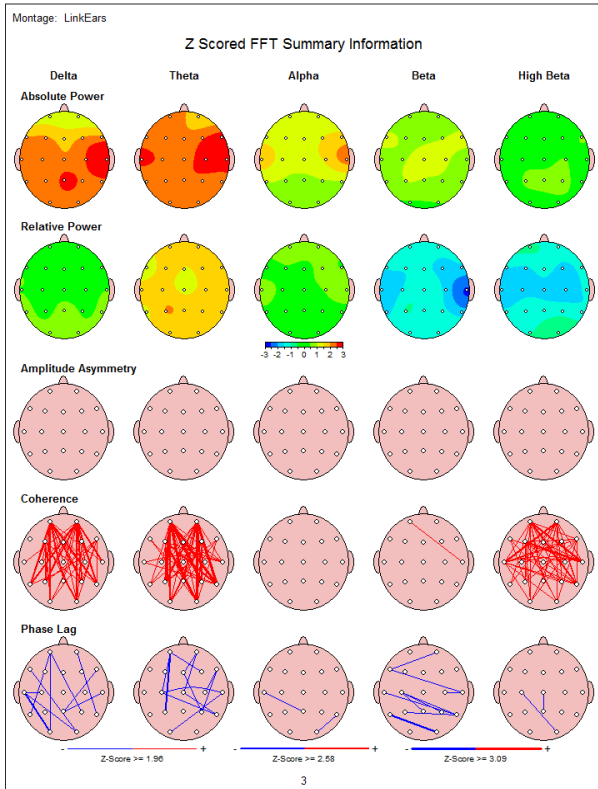 Montage: LinkEars
Z Scored FFT Summary Information
Delta Theta Alpha Beta High Beta
Absolute Power
Relative Power
-3 -2 -1 0 1 2 3
Amplitude Asymmetry
Coherence
Phase Lag
- + - + - +
Z-Score >= 1.96 Z-Score >= 2.58 Z-Score >= 3.09
3